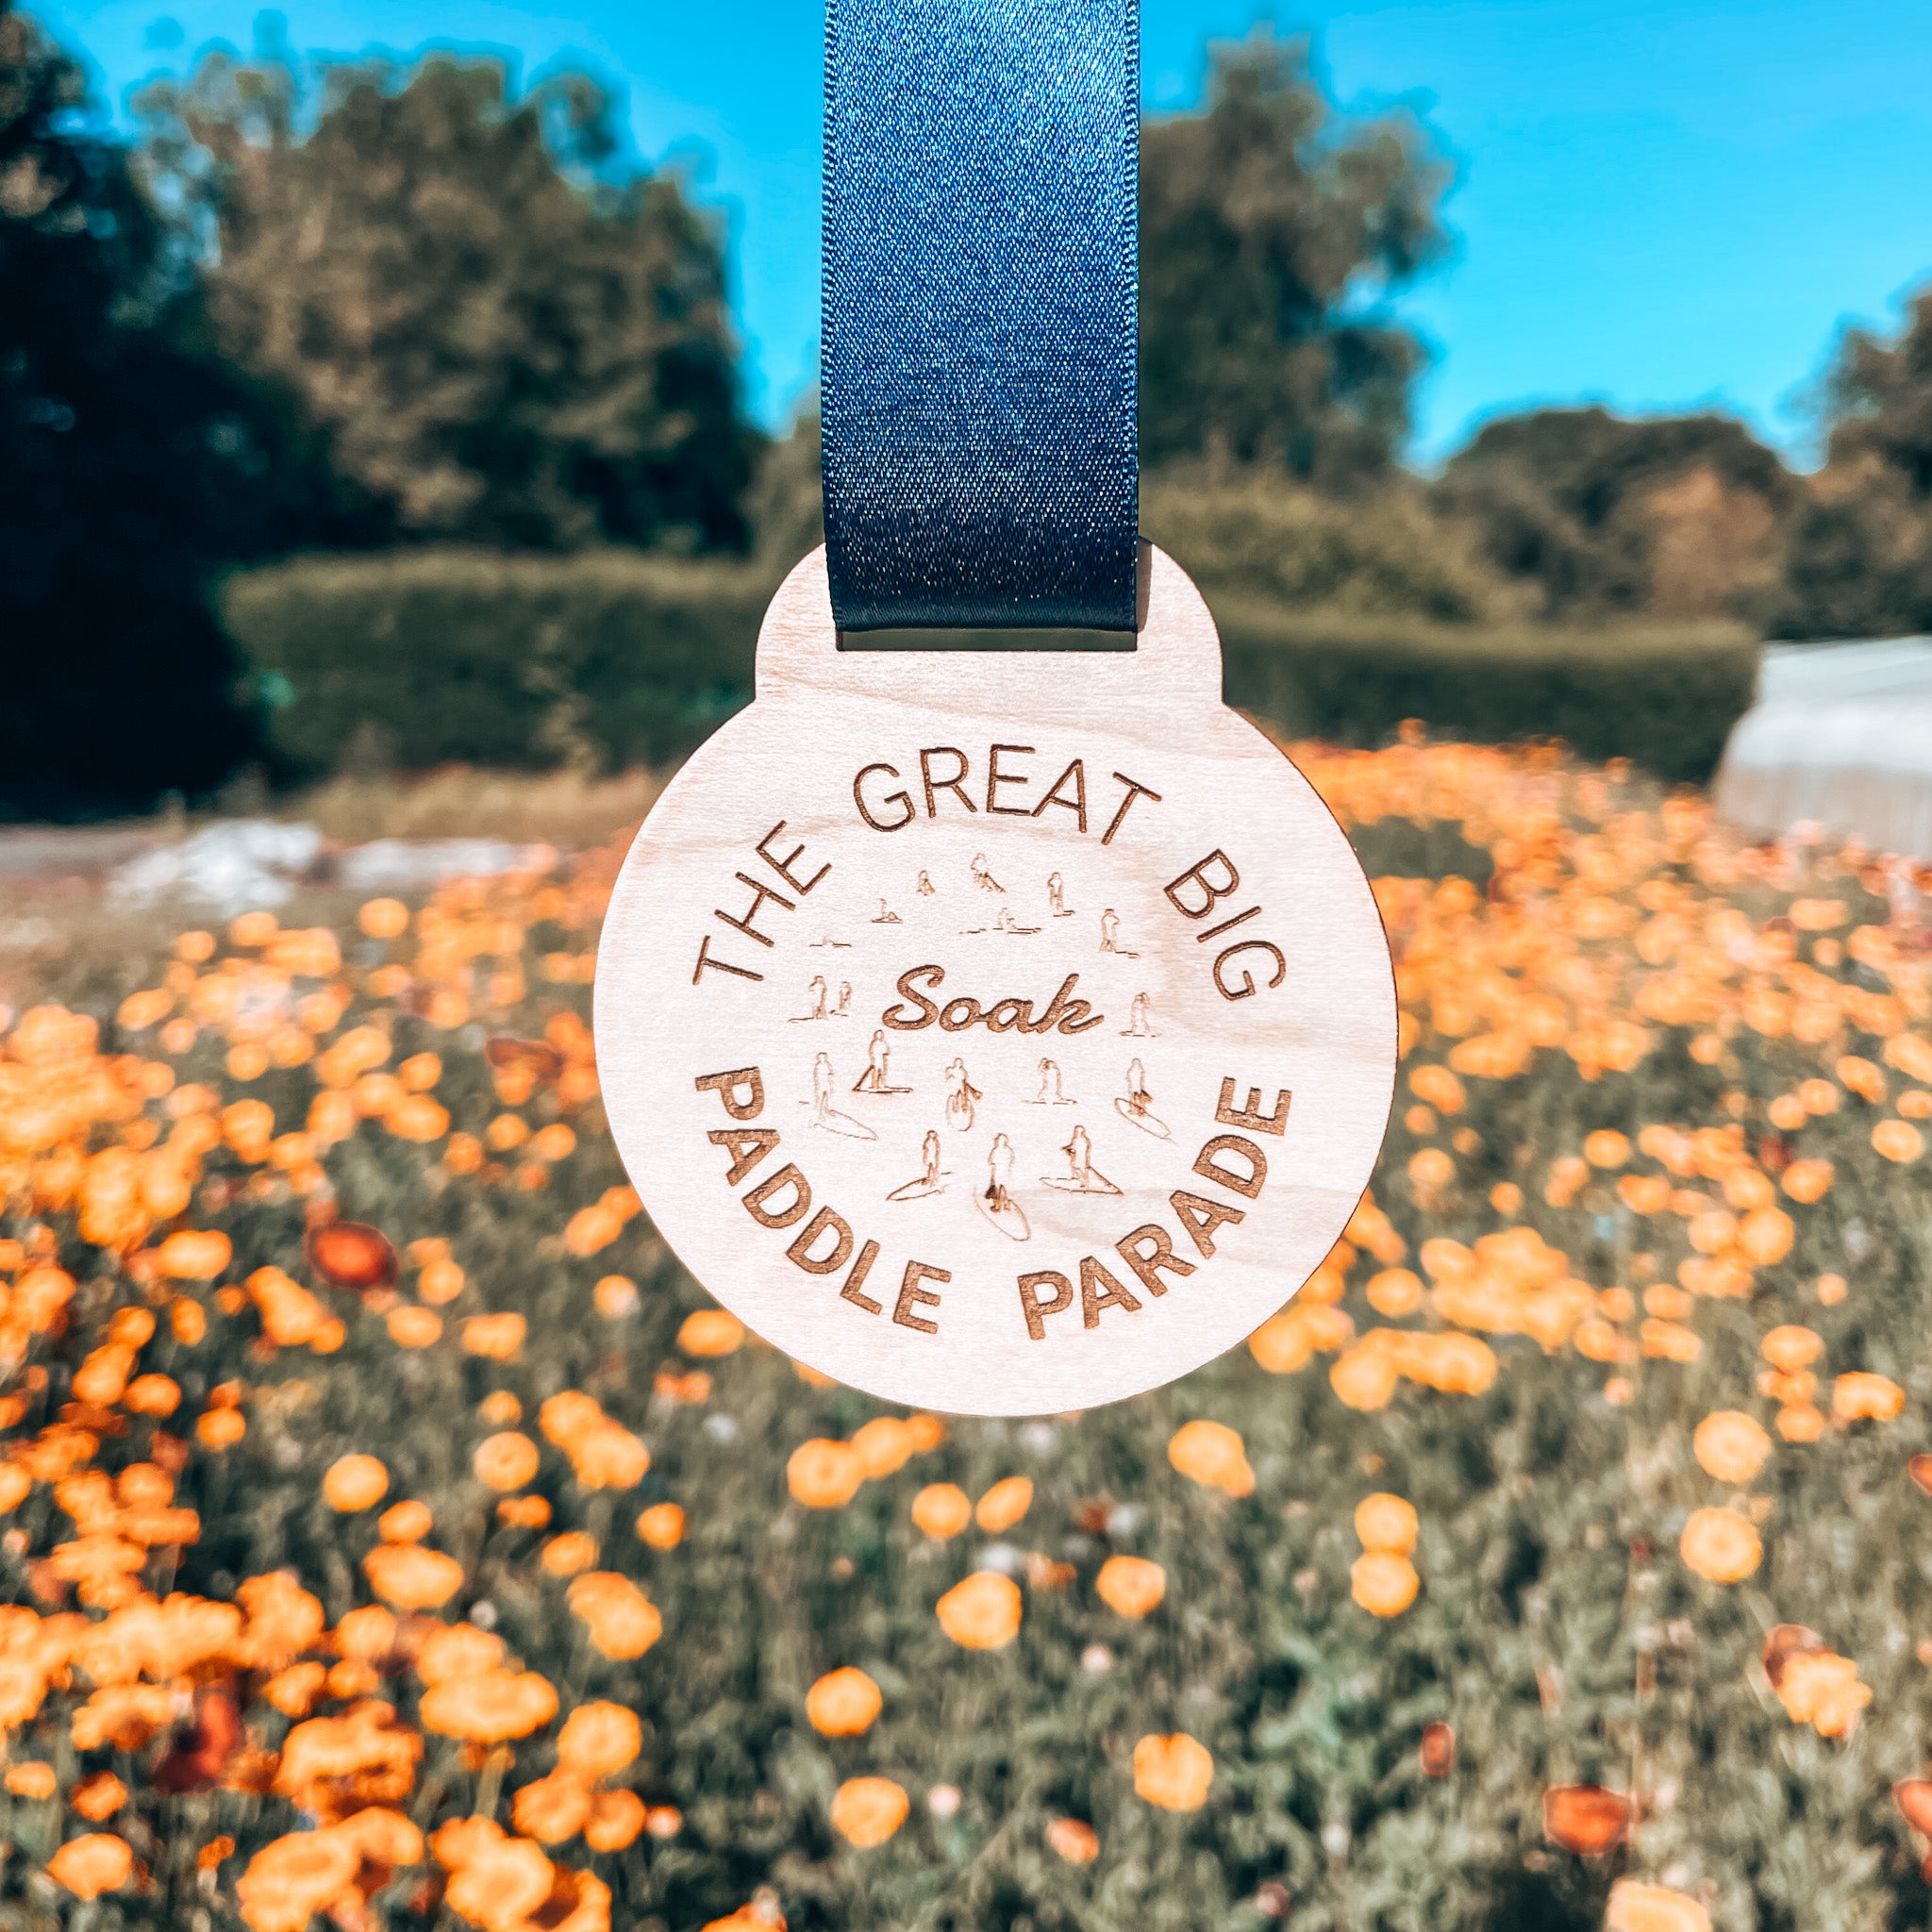 THE GREAT BIG
Soak
PADDLE PARADE